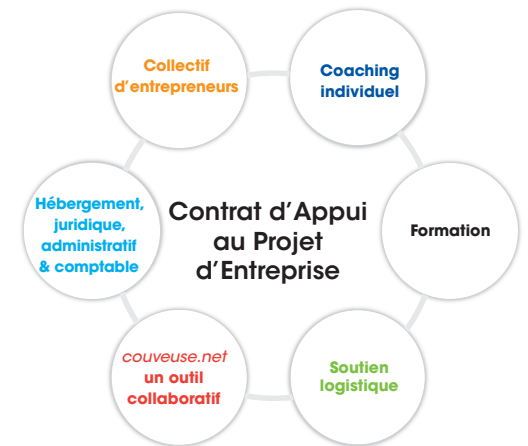 Collectif
d'entrepreneurs
Coaching
individuel
Hébergement,
juridique,
administratif
& comptable
Contrat d'Appui
au Projet
d'Entreprise
Formation
couveuse.net
un outil
collaboratif
Soutien
logistique